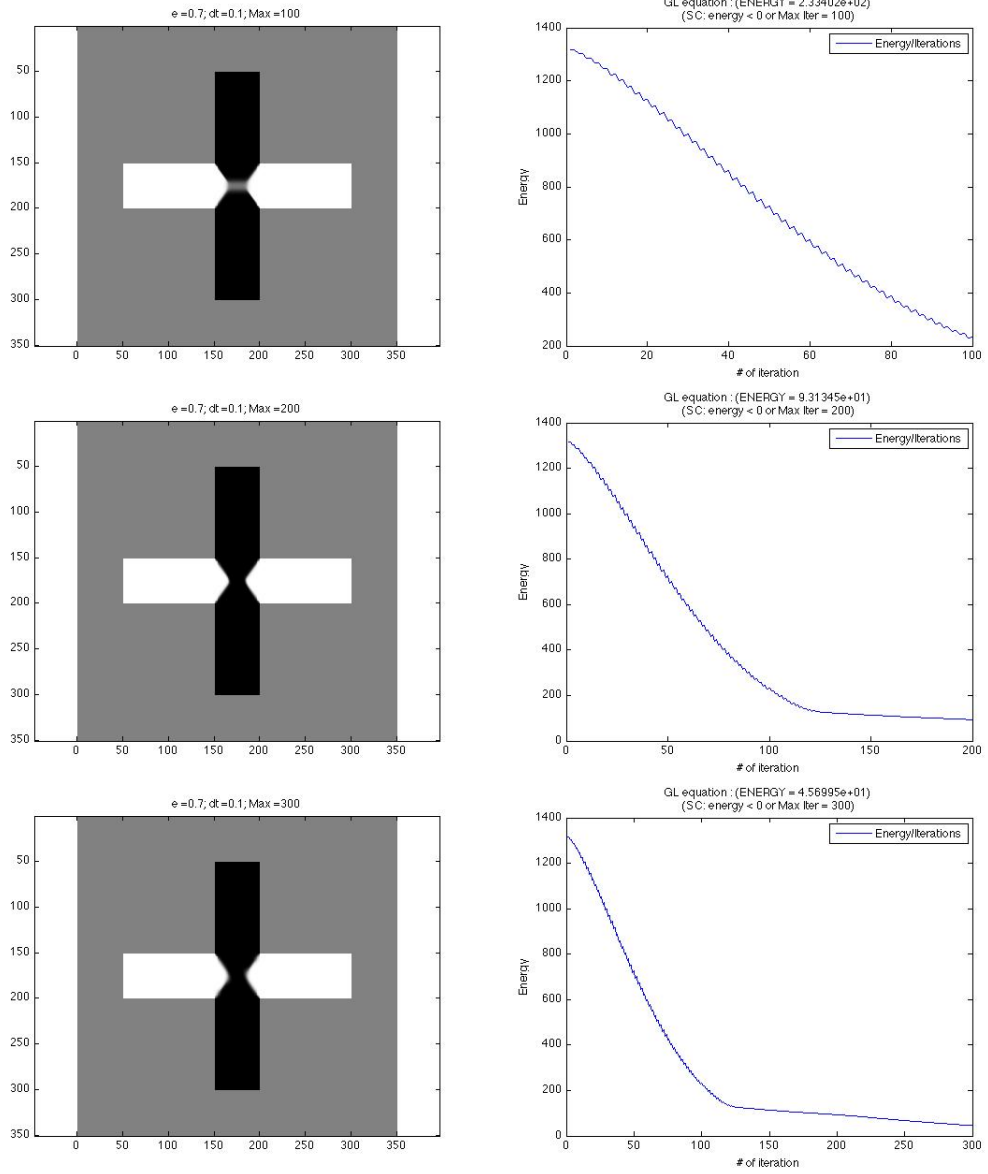 e =0.7; dt=0.1; Max =100
50
100
150
200
250
300
350
0 50 100 150 200 250 300 350
GL equation : (ENERGY = 2.33402e+02)
(SC: energy < 0 or Max Iter = 100)
Energy/Iterations
1400
1200
1000
800
600
400
200
Energy
0 20 40 60 80 100
# of iteration
e =0.7; dt=0.1; Max =200
50
100
150
200
250
300
350
0 50 100 150 200 250 300 350
GL equation : (ENERGY = 9.31345e+01)
(SC: energy < 0 or Max Iter = 200)
Energy/Iterations
1400
1200
1000
800
600
400
200
0
Energy
0 50 100 150 200
# of iteration
e =0.7; dt=0.1; Max =300
50
100
150
200
250
300
350
0 50 100 150 200 250 300 350
GL equation : (ENERGY = 4.56995e+01)
(SC: energy < 0 or Max Iter = 300)
Energy/Iterations
1400
1200
1000
800
600
400
200
0
Energy
0 50 100 150 200 250 300
# of iteration